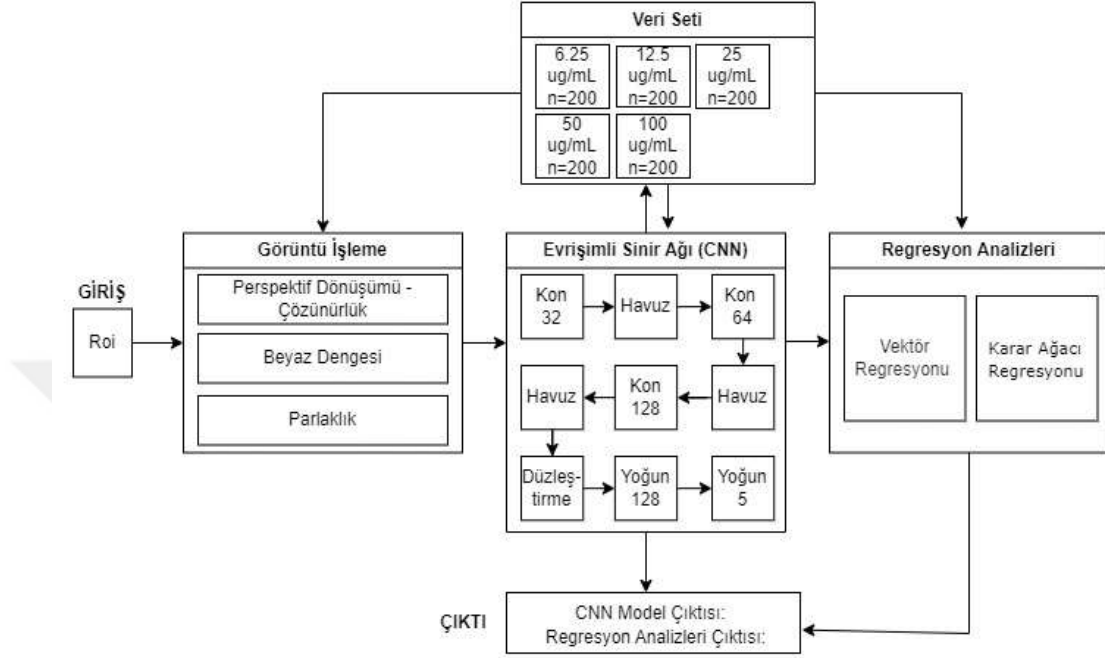 Veri Seti
6.25
ug/mL
n=200
12.5
ug/mL
n=200
25
ug/mL
n=200
50
ug/mL
n=200
100
ug/mL
n=200
GİRİŞ
Roi
Görüntü İşleme
Perspektif Dönüşümü -
Çözünürlük
Beyaz Dengesi
Parlaklık
Evrişimli Sinir Ağı (CNN)
Kon
32
Havuz
Kon
64
Havuz
Kon
128
Havuz
Düzleş-
tirme
Yoğun
128
Yoğun
5
Regresyon Analizleri
Vektör
Regresyonu
Karar Ağacı
Regresyonu
ÇIKTI
CNN Model Çıktısı:
Regresyon Analizleri Çıktısı: